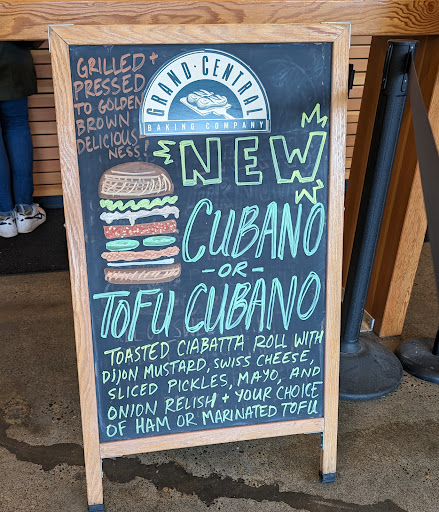 GRILLED +
PRESSED
TO GOLDEN
BROWN
DELICIOUS-
NESS!
GRAND · CENTRAL
BAKING COMPANY
NEW
CUBANO
- OR -
TOFU CUBANO
TOASTED CIABATTA ROLL WITH
DIJON MUSTARD, SWISS CHEESE,
SLICED PICKLES, MAYO, AND
ONION RELISH + YOUR CHOICE
OF HAM OR MARINATED TOFU